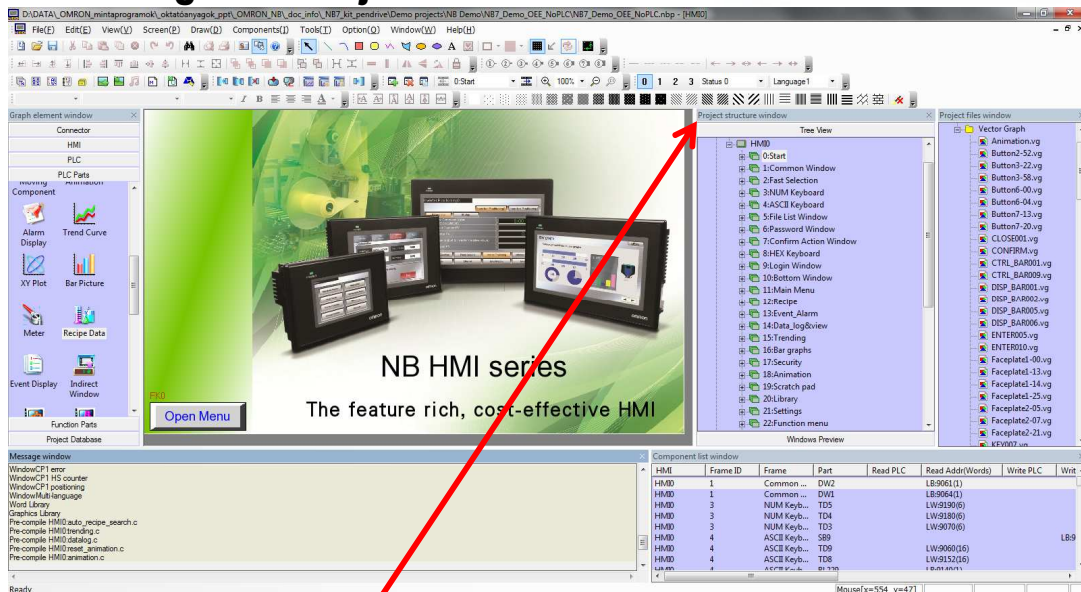 D:\DATA\_OMRON_mintaprogramok\_oktatóanyagok_ppt\_OMRON_NB\_doc_info\_NB7_kit_pendrive\Demo projects\NB Demo\NB7_Demo_OEE_NoPLC\NB7_Demo_OEE_NoPLC.nbp - [HMI0]
File(F) Edit(E) View(V) Screen(P) Draw(D) Components(I) Tools(T) Option(O) Window(W) Help(H)
0:Start 100% 0 1 2 3 Status 0 Language1
Graph element window
Connector
HMI
PLC
PLC Parts
Moving Component
Animation
Alarm Display
Trend Curve
XY Plot
Bar Picture
Meter
Recipe Data
Event Display
Indirect Window
Function Parts
Project Database
FK0
Open Menu
NB HMI series
The feature rich, cost-effective HMI
Project structure window
Tree View
HMI0
0:Start
1:Common Window
2:Fast Selection
3:NUM Keyboard
4:ASCII Keyboard
5:File List Window
6:Password Window
7:Confirm Action Window
8:HEX Keyboard
9:Login Window
10:Bottom Window
11:Main Menu
12:Recipe
13:Event_Alarm
14:Data_log&view
15:Trending
16:Bar graphs
17:Security
18:Animation
19:Scratch pad
20:Library
21:Settings
22:Function menu
Windows Preview
Project files window
Vector Graph
Animation.vg
Button2-52.vg
Button3-22.vg
Button3-58.vg
Button6-00.vg
Button6-04.vg
Button7-13.vg
Button7-20.vg
CLOSE001.vg
CONFIRM.vg
CTRL_BAR001.vg
CTRL_BAR009.vg
DISP_BAR001.vg
DISP_BAR002.vg
DISP_BAR005.vg
DISP_BAR006.vg
ENTER005.vg
ENTER010.vg
Faceplate1-00.vg
Faceplate1-13.vg
Faceplate1-14.vg
Faceplate1-25.vg
Faceplate2-05.vg
Faceplate2-07.vg
Faceplate2-21.vg
KEY007.vg
Message window
WindowCP1 error
WindowCP1 HS counter
WindowCP1 positioning
WindowMulti-language
Word Library
Graphics Library
Pre-compile HMI0:auto_recipe_search.c
Pre-compile HMI0:trending.c
Pre-compile HMI0:datalog.c
Pre-compile HMI0:reset_animation.c
Pre-compile HMI0:animation.c
Component list window
HMI Frame ID Frame Part Read PLC Read Addr(Words) Write PLC Writ
HMI0 1 Common ... DW2 LB:9061(1)
HMI0 1 Common ... DW1 LB:9064(1)
HMI0 3 NUM Keyb... TD5 LW:9190(6)
HMI0 3 NUM Keyb... TD4 LW:9180(6)
HMI0 3 NUM Keyb... TD3 LW:9070(6)
HMI0 4 ASCII Keyb... SB9 LB:9
HMI0 4 ASCII Keyb... TD9 LW:9060(16)
HMI0 4 ASCII Keyb... TD8 LW:9152(16)
Ready
Mouse[x=554 y=47]